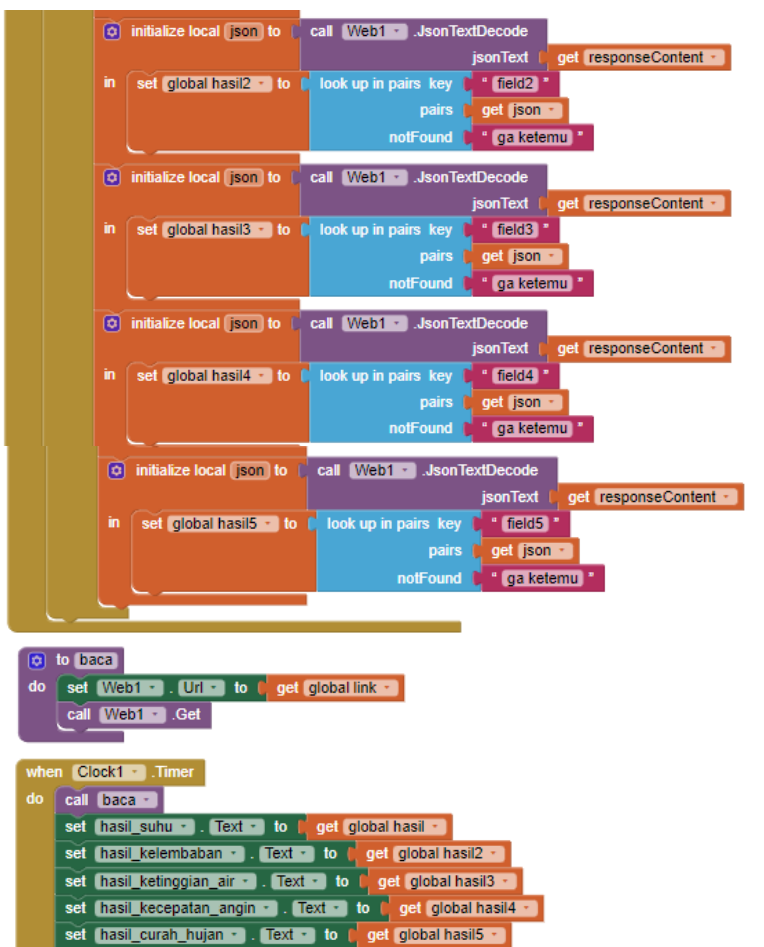 initialize local json to call Web1 .JsonTextDecode
jsonText get responseContent
in set global hasil2 to look up in pairs key " field2 "
pairs get json
notFound " ga ketemu "
initialize local json to call Web1 .JsonTextDecode
jsonText get responseContent
in set global hasil3 to look up in pairs key " field3 "
pairs get json
notFound " ga ketemu "
initialize local json to call Web1 .JsonTextDecode
jsonText get responseContent
in set global hasil4 to look up in pairs key " field4 "
pairs get json
notFound " ga ketemu "
initialize local json to call Web1 .JsonTextDecode
jsonText get responseContent
in set global hasil5 to look up in pairs key " field5 "
pairs get json
notFound " ga ketemu "
to baca
do set Web1 . Url to get global link
call Web1 .Get
when Clock1 .Timer
do call baca
set hasil_suhu . Text to get global hasil
set hasil_kelembaban . Text to get global hasil2
set hasil_ketinggian_air . Text to get global hasil3
set hasil_kecepatan_angin . Text to get global hasil4
set hasil_curah_hujan . Text to get global hasil5